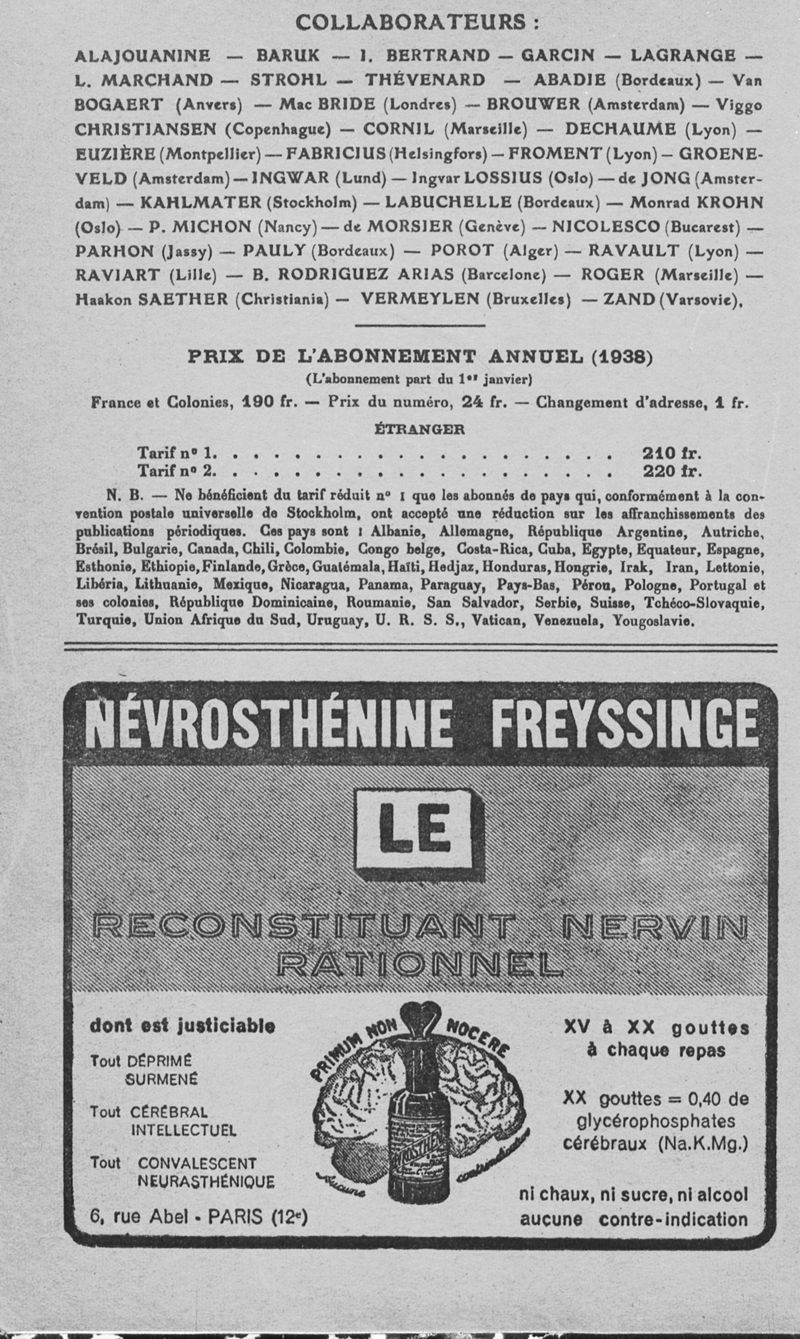 COLLABORATEURS :
ALAJOUANINE — BARUK — I. BERTRAND — GARCIN — LAGRANGE —
L. MARCHAND — STROHL — THÉVENARD — ABADIE (Bordeaux) — Van
BOGAERT (Anvers) — Mac BRIDE (Londres) — BROUWER (Amsterdam) — Viggo
CHRISTIANSEN (Copenhague) — CORNIL (Marseille) — DECHAUME (Lyon) —
EUZIÈRE (Montpellier) — FABRICIUS (Helsingfors) — FROMENT (Lyon) — GROENE-
VELD (Amsterdam) — INGWAR (Lund) — Ingvar LOSSIUS (Oslo) — de JONG (Amster-
dam) — KAHLMATER (Stockholm) — LABUCHELLE (Bordeaux) — Monrad KROHN
(Oslo) — P. MICHON (Nancy) — de MORSIER (Genève) — NICOLESCO (Bucarest) —
PARHON (Jassy) — PAULY (Bordeaux) — POROT (Alger) — RAVAULT (Lyon) —
RAVIART (Lille) — B. RODRIGUEZ ARIAS (Barcelone) — ROGER (Marseille) —
Haakon SAETHER (Christiania) — VERMEYLEN (Bruxelles) — ZAND (Varsovie),
PRIX DE L'ABONNEMENT ANNUEL (1938)
(L'abonnement part du 1er janvier)
France et Colonies, 190 fr. — Prix du numéro, 24 fr. — Changement d'adresse, 1 fr.
ÉTRANGER
Tarif nº 1. . . . . . . . . . . . . . . . . . . . 210 fr.
Tarif nº 2. . . . . . . . . . . . . . . . . . . . 220 fr.
N. B. — Ne bénéficient du tarif réduit nº 1 que les abonnés de pays qui, conformément à la con-
vention postale universelle de Stockholm, ont accepté une réduction sur les affranchissements des
publications périodiques. Ces pays sont : Albanie, Allemagne, République Argentine, Autriche,
Brésil, Bulgarie, Canada, Chili, Colombie, Congo belge, Costa-Rica, Cuba, Egypte, Equateur, Espagne,
Esthonie, Ethiopie, Finlande, Grèce, Guatémala, Haïti, Hedjaz, Honduras, Hongrie, Irak, Iran, Lettonie,
Libéria, Lithuanie, Mexique, Nicaragua, Panama, Paraguay, Pays-Bas, Pérou, Pologne, Portugal et
ses colonies, République Dominicaine, Roumanie, San Salvador, Serbie, Suisse, Tchéco-Slovaquie,
Turquie, Union Afrique du Sud, Uruguay, U. R. S. S., Vatican, Venezuela, Yougoslavie.
NÉVROSTHÉNINE FREYSSINGE
LE
RECONSTITUANT NERVIN
RATIONNEL
dont est justiciable
Tout DÉPRIMÉ
SURMENÉ
Tout CÉRÉBRAL
INTELLECTUEL
Tout CONVALESCENT
NEURASTHÉNIQUE
6, rue Abel - PARIS (12e)
PRIMUM NON NOCERE
aucune
XV à XX gouttes
à chaque repas
XX gouttes = 0,40 de
glycérophosphates
cérébraux (Na.K.Mg.)
ni chaux, ni sucre, ni alcool
aucune contre-indication